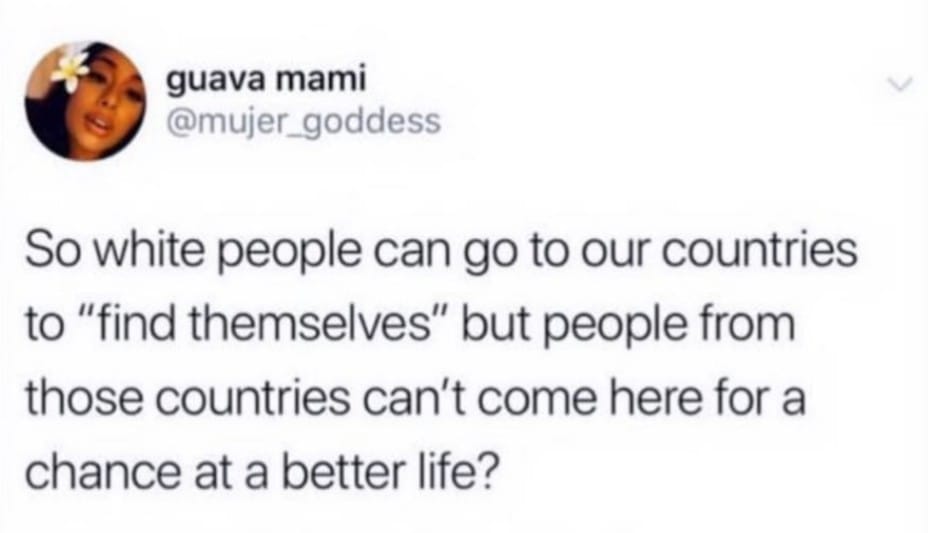 guava mami
@mujer_goddess
So white people can go to our countries
to “find themselves” but people from
those countries can't come here for a
chance at a better life?